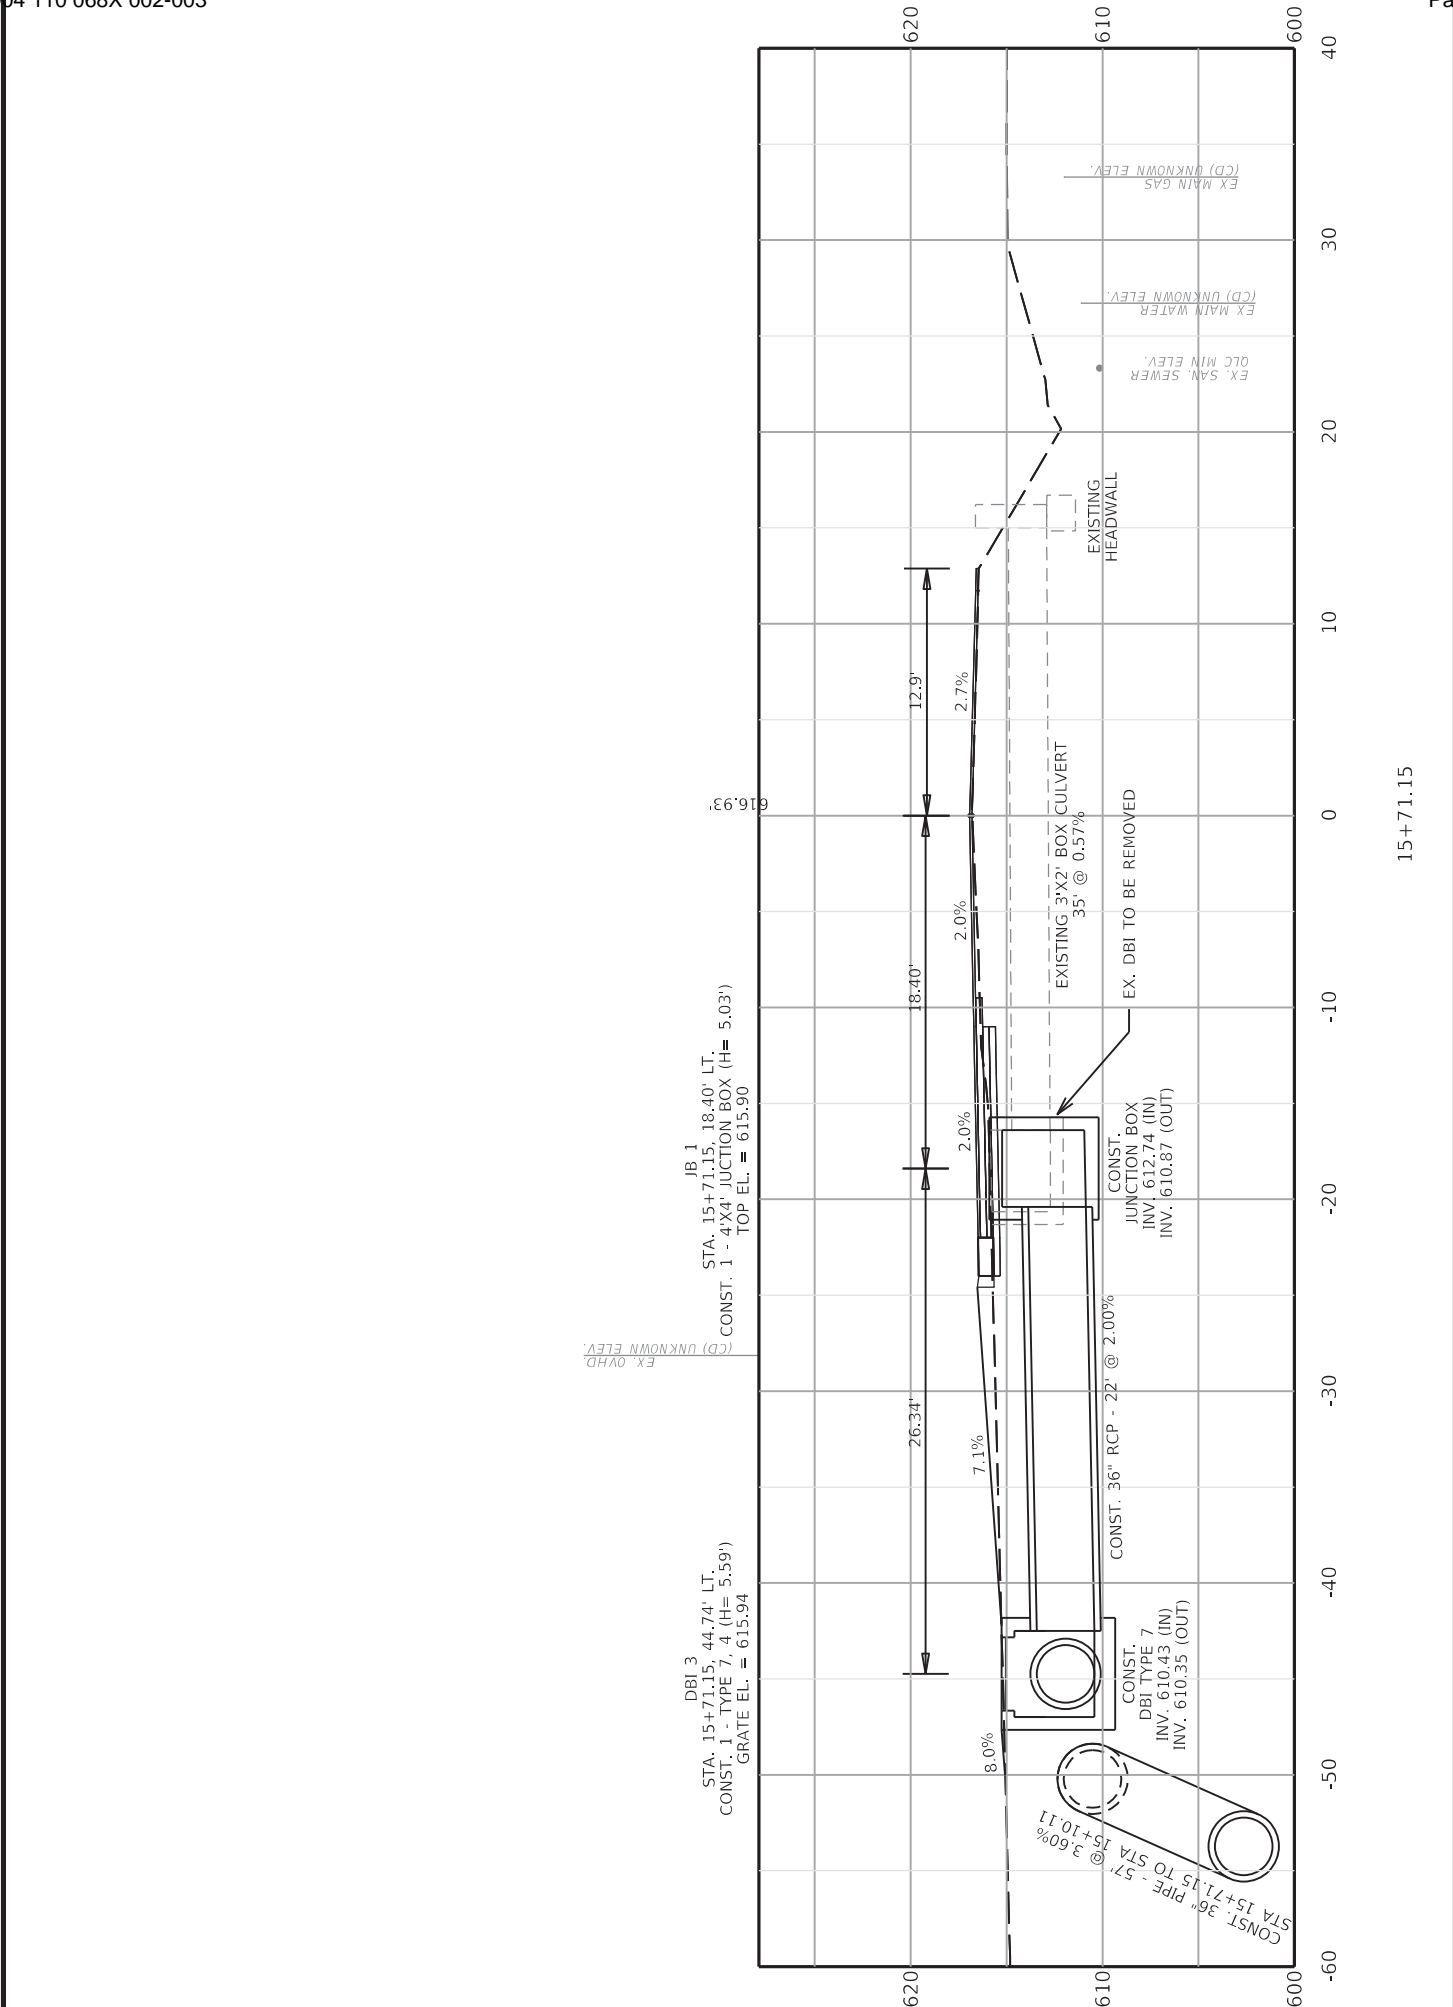 04 110 068X 002-003
Pa
620
610
600
40
30
20
10
0
-10
-20
-30
-40
-50
-60
620
610
600
15+71.15
EX MAIN GAS
(CD) UNKNOWN ELEV.
EX MAIN WATER
(CD) UNKNOWN ELEV.
EX. SAN. SEWER
QLC MIN ELEV.
EXISTING
HEADWALL
12.9'
2.7%
616.93'
EXISTING 3'X2' BOX CULVERT
35' @ 0.57%
EX. DBI TO BE REMOVED
2.0%
18.40'
2.0%
JB 1
STA. 15+71.15, 18.40' LT.
CONST. 1 - 4'X4' JUCTION BOX (H= 5.03')
TOP EL. = 615.90
CONST.
JUNCTION BOX
INV. 612.74 (IN)
INV. 610.87 (OUT)
EX. OVHD.
(CD) UNKNOWN ELEV.
26.34'
7.1%
CONST. 36" RCP - 22' @ 2.00%
DBI 3
STA. 15+71.15, 44.74' LT.
CONST. 1 - TYPE 7, 4 (H= 5.59')
GRATE EL. = 615.94
CONST.
DBI TYPE 7
INV. 610.43 (IN)
INV. 610.35 (OUT)
8.0%
CONST. 36" PIPE - 57' @ 3.60%
STA 15+71.15 TO STA 15+10.11